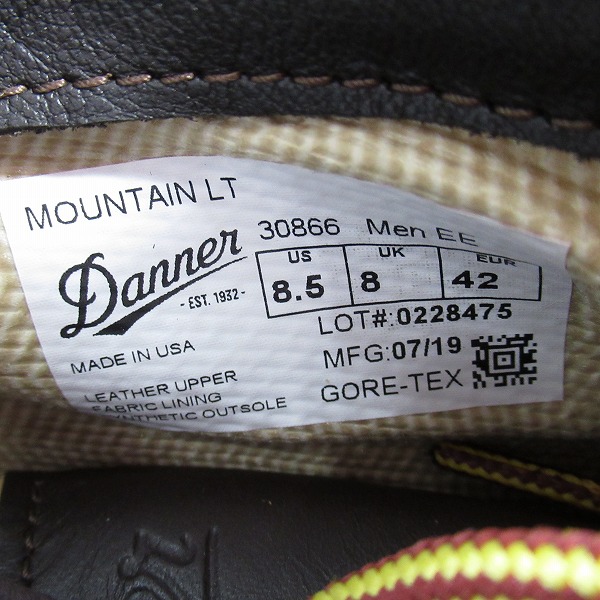 MOUNTAIN LT
30866 Men EE
Danner
- EST. 1932 -
US UK EUR
8.5 8 42
LOT#:0228475
MADE IN USA
MFG:07/19
GORE-TEX
LEATHER UPPER
FABRIC LINING
SYNTHETIC OUTSOLE